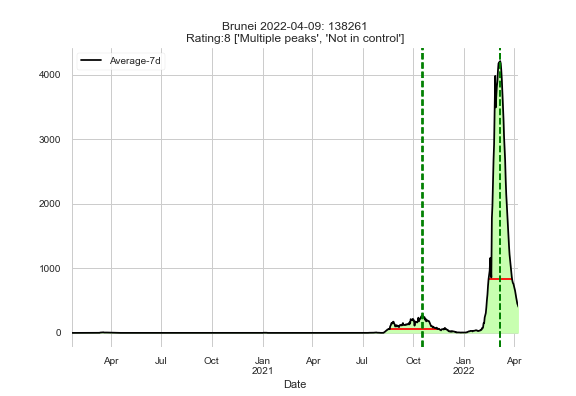 Brunei 2022-04-09: 138261
Rating:8 ['Multiple peaks', 'Not in control']
Average-7d
4000
3000
2000
1000
0
Apr Jul Oct Jan Apr Jul Oct Jan Apr
2021 2022
Date